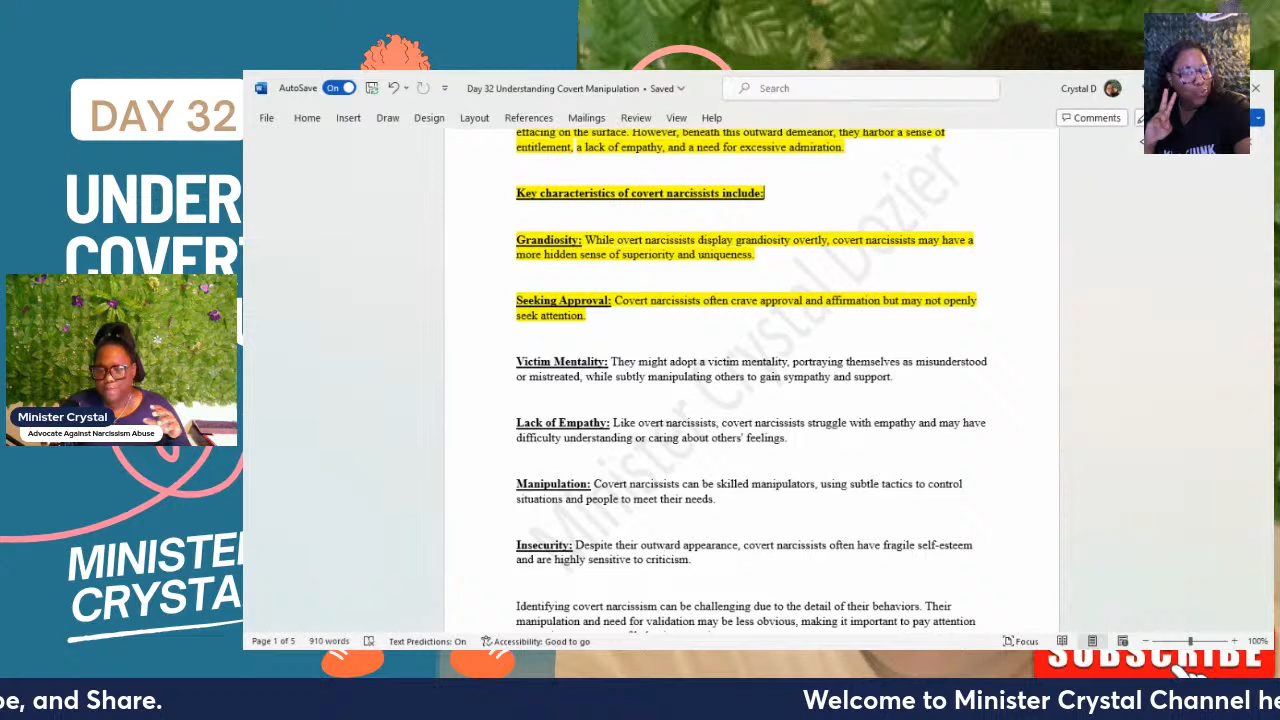 DAY 32
UNDER
COVER
MINISTE
CRYSTA
AutoSave
On
Day 32 Understanding Covert Manipulation • Saved
Search
Crystal D
File Home Insert Draw Design Layout References Mailings Review View Help
Comments
effacing on the surface. However, beneath this outward demeanor, they harbor a sense of
entitlement, a lack of empathy, and a need for excessive admiration.
Key characteristics of covert narcissists include:
Grandiosity: While overt narcissists display grandiosity overtly, covert narcissists may have a
more hidden sense of superiority and uniqueness.
Seeking Approval: Covert narcissists often crave approval and affirmation but may not openly
seek attention.
Victim Mentality: They might adopt a victim mentality, portraying themselves as misunderstood
or mistreated, while subtly manipulating others to gain sympathy and support.
Lack of Empathy: Like overt narcissists, covert narcissists struggle with empathy and may have
difficulty understanding or caring about others' feelings.
Manipulation: Covert narcissists can be skilled manipulators, using subtle tactics to control
situations and people to meet their needs.
Insecurity: Despite their outward appearance, covert narcissists often have fragile self-esteem
and are highly sensitive to criticism.
Identifying covert narcissism can be challenging due to the detail of their behaviors. Their
manipulation and need for validation may be less obvious, making it important to pay attention
Minister Crystal Dozier
Minister Crystal
Advocate Against Narcissism Abuse
Page 1 of 5 910 words Text Predictions: On Accessibility: Good to go Focus 100%
SUBSCRIBE
be, and Share. Welcome to Minister Crystal Channel he